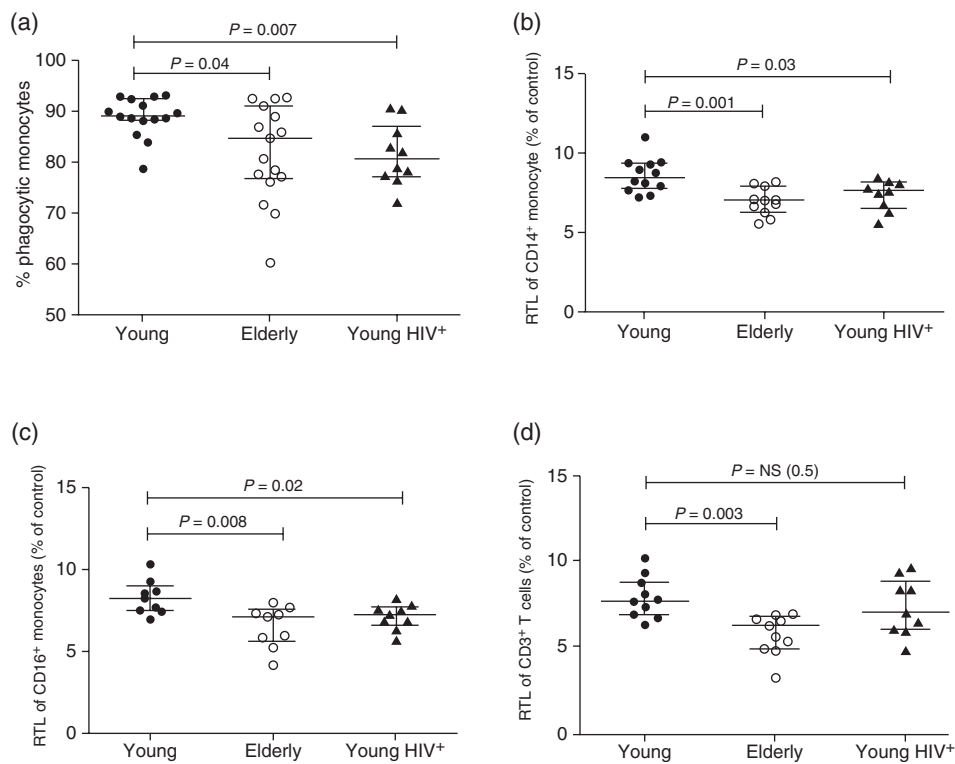 (a)
P = 0.007
P = 0.04
100
90
80
70
60
50
% phagocytic monocytes
Young Elderly Young HIV+
(b)
P = 0.03
P = 0.001
15
10
5
0
RTL of CD14+ monocyte (% of control)
Young Elderly Young HIV+
(c)
P = 0.02
P = 0.008
15
10
5
0
RTL of CD16+ monocytes (% of control)
Young Elderly Young HIV+
(d)
P = NS (0.5)
P = 0.003
15
10
5
0
RTL of CD3+ T cells (% of control)
Young Elderly Young HIV+